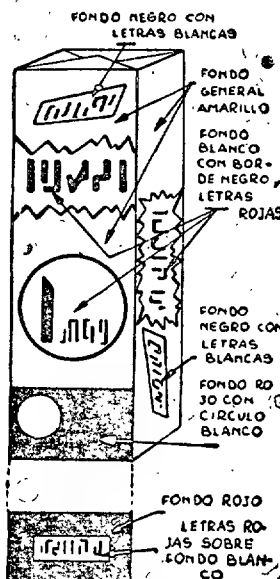 FONDO NEGRO CON
LETRAS BLANCAS
FONDO
GENERAL
AMARILLO
FONDO
BLANCO
CON BOR-
DE NEGRO
LETRAS
ROJAS
FONDO
NEGRO CON
LETRAS
BLANCAS
FONDO RO
JO CON
CIRCULO
BLANCO
FONDO ROJO
LETRAS RO-
JAS SOBRE
FONDO BLAN-
CO